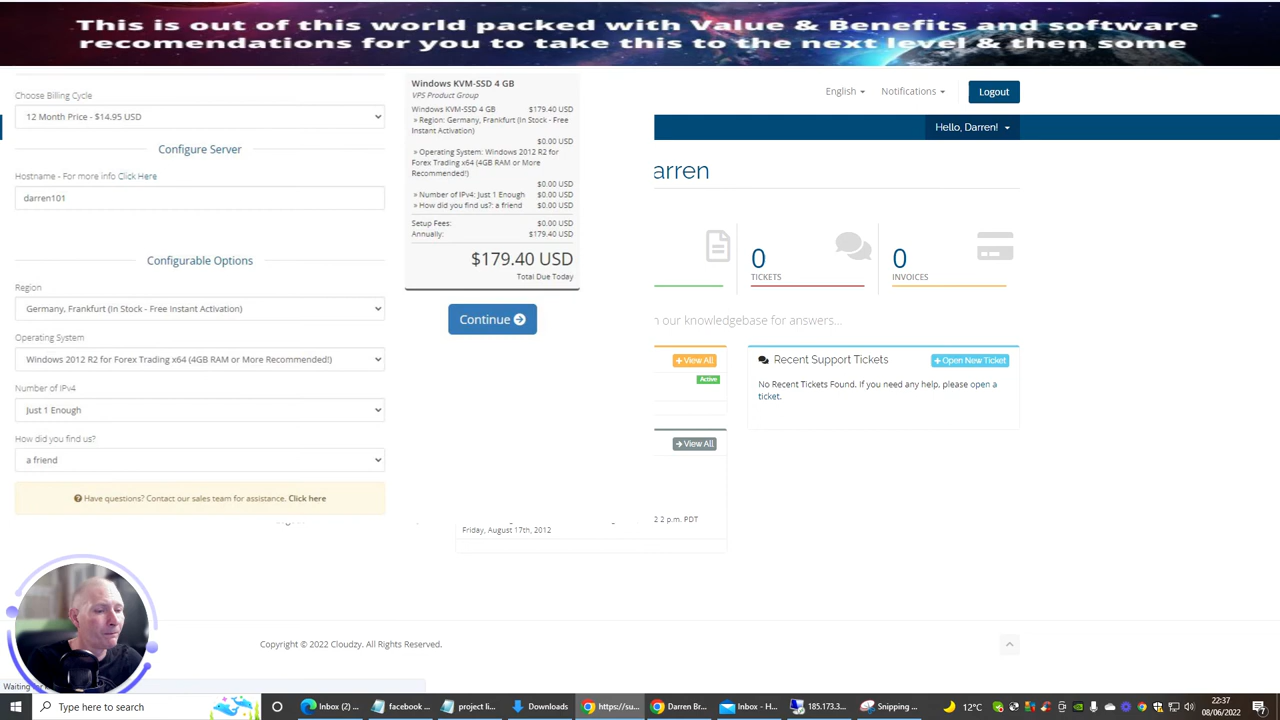 This is out of this world packed with Value & Benefits and software
recomendations for you to take this to the next level & then some
Choose Billing Cycle
12 Month Price - $14.95 USD
Configure Server
Hostname - For more info Click Here
darren101
Configurable Options
Region
Germany, Frankfurt (In Stock - Free Instant Activation)
Operating System
Windows 2012 R2 for Forex Trading x64 (4GB RAM or More Recommended!)
Number of IPv4
Just 1 Enough
How did you find us?
a friend
Have questions? Contact our sales team for assistance. Click here
Windows KVM-SSD 4 GB
VPS Product Group
Windows KVM-SSD 4 GB $179.40 USD
» Region: Germany, Frankfurt (In Stock - Free
Instant Activation)
$0.00 USD
» Operating System: Windows 2012 R2 for
Forex Trading x64 (4GB RAM or More
Recommended!)
$0.00 USD
» Number of IPv4: Just 1 Enough $0.00 USD
» How did you find us?: a friend $0.00 USD
Setup Fees: $0.00 USD
Annually: $179.40 USD
$179.40 USD
Total Due Today
Continue
English Notifications Logout
Hello, Darren!
arren
0
TICKETS
0
INVOICES
our knowledgebase for answers...
+ View All
Active
View All
Recent Support Tickets + Open New Ticket
No Recent Tickets Found. If you need any help, please open a
ticket.
2 2 p.m. PDT
Friday, August 17th, 2012
Copyright © 2022 Cloudzy. All Rights Reserved.
Type here to search
Inbox (2) ...
facebook ...
project li...
Downloads
https://su...
Darren Br...
Inbox - H...
185.173.3...
Snipping ...
12°C
22:37
08/06/2022